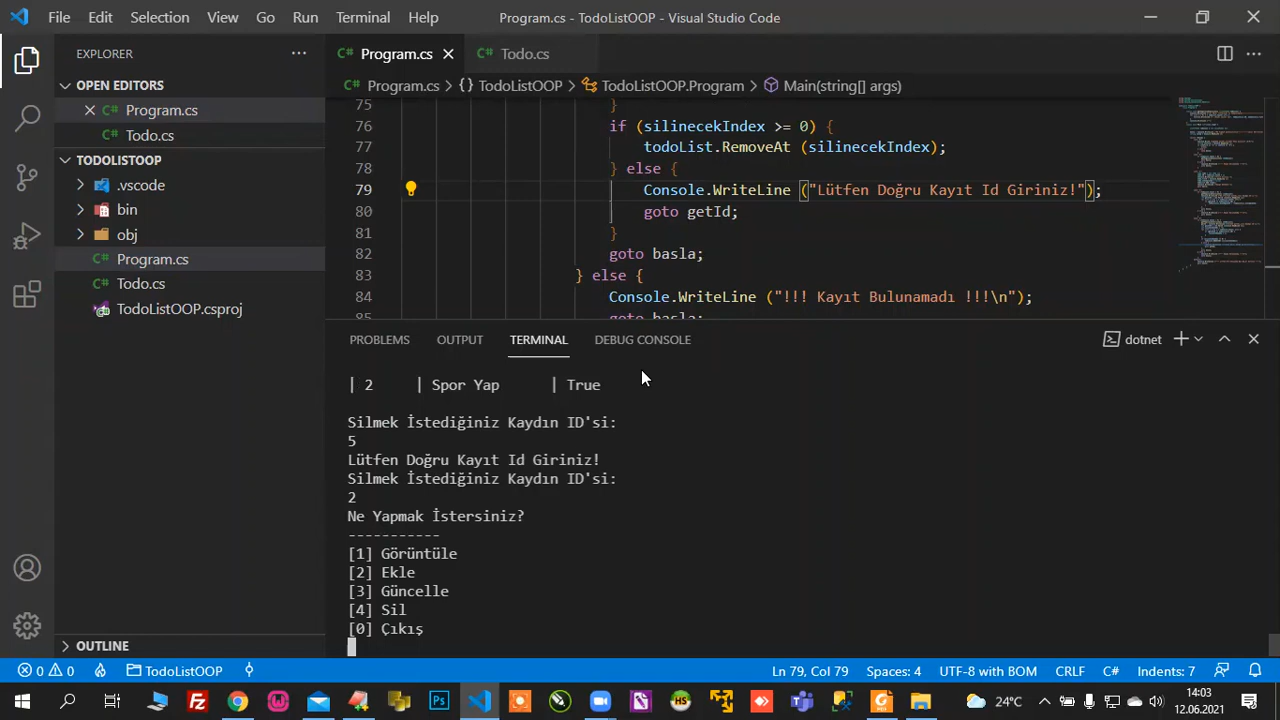 File Edit Selection View Go Run Terminal Help Program.cs - TodoListOOP - Visual Studio Code
EXPLORER
Program.cs Todo.cs
OPEN EDITORS
Program.cs TodoListOOP TodoListOOP.Program Main(string[] args)
Program.cs
Todo.cs
TODOLISTOOP
.vscode
bin
obj
Program.cs
Todo.cs
TodoListOOP.csproj
75 }
76 if (silinecekIndex >= 0) {
77 todoList.RemoveAt (silinecekIndex);
78 } else {
79 Console.WriteLine ("Lütfen Doğru Kayıt Id Giriniz!");
80 goto getId;
81 }
82 goto basla;
83 } else {
84 Console.WriteLine ("!!! Kayıt Bulunamadı !!!\n");
85 goto basla;
PROBLEMS OUTPUT TERMINAL DEBUG CONSOLE dotnet
| 2 | Spor Yap | True
Silmek İstediğiniz Kaydın ID'si:
5
Lütfen Doğru Kayıt Id Giriniz!
Silmek İstediğiniz Kaydın ID'si:
2
Ne Yapmak İstersiniz?
-----------
[1] Görüntüle
[2] Ekle
[3] Güncelle
[4] Sil
[0] Çıkış
OUTLINE
0 0 TodoListOOP Ln 79, Col 79 Spaces: 4 UTF-8 with BOM CRLF C# Indents: 7
24°C 14:03
12.06.2021